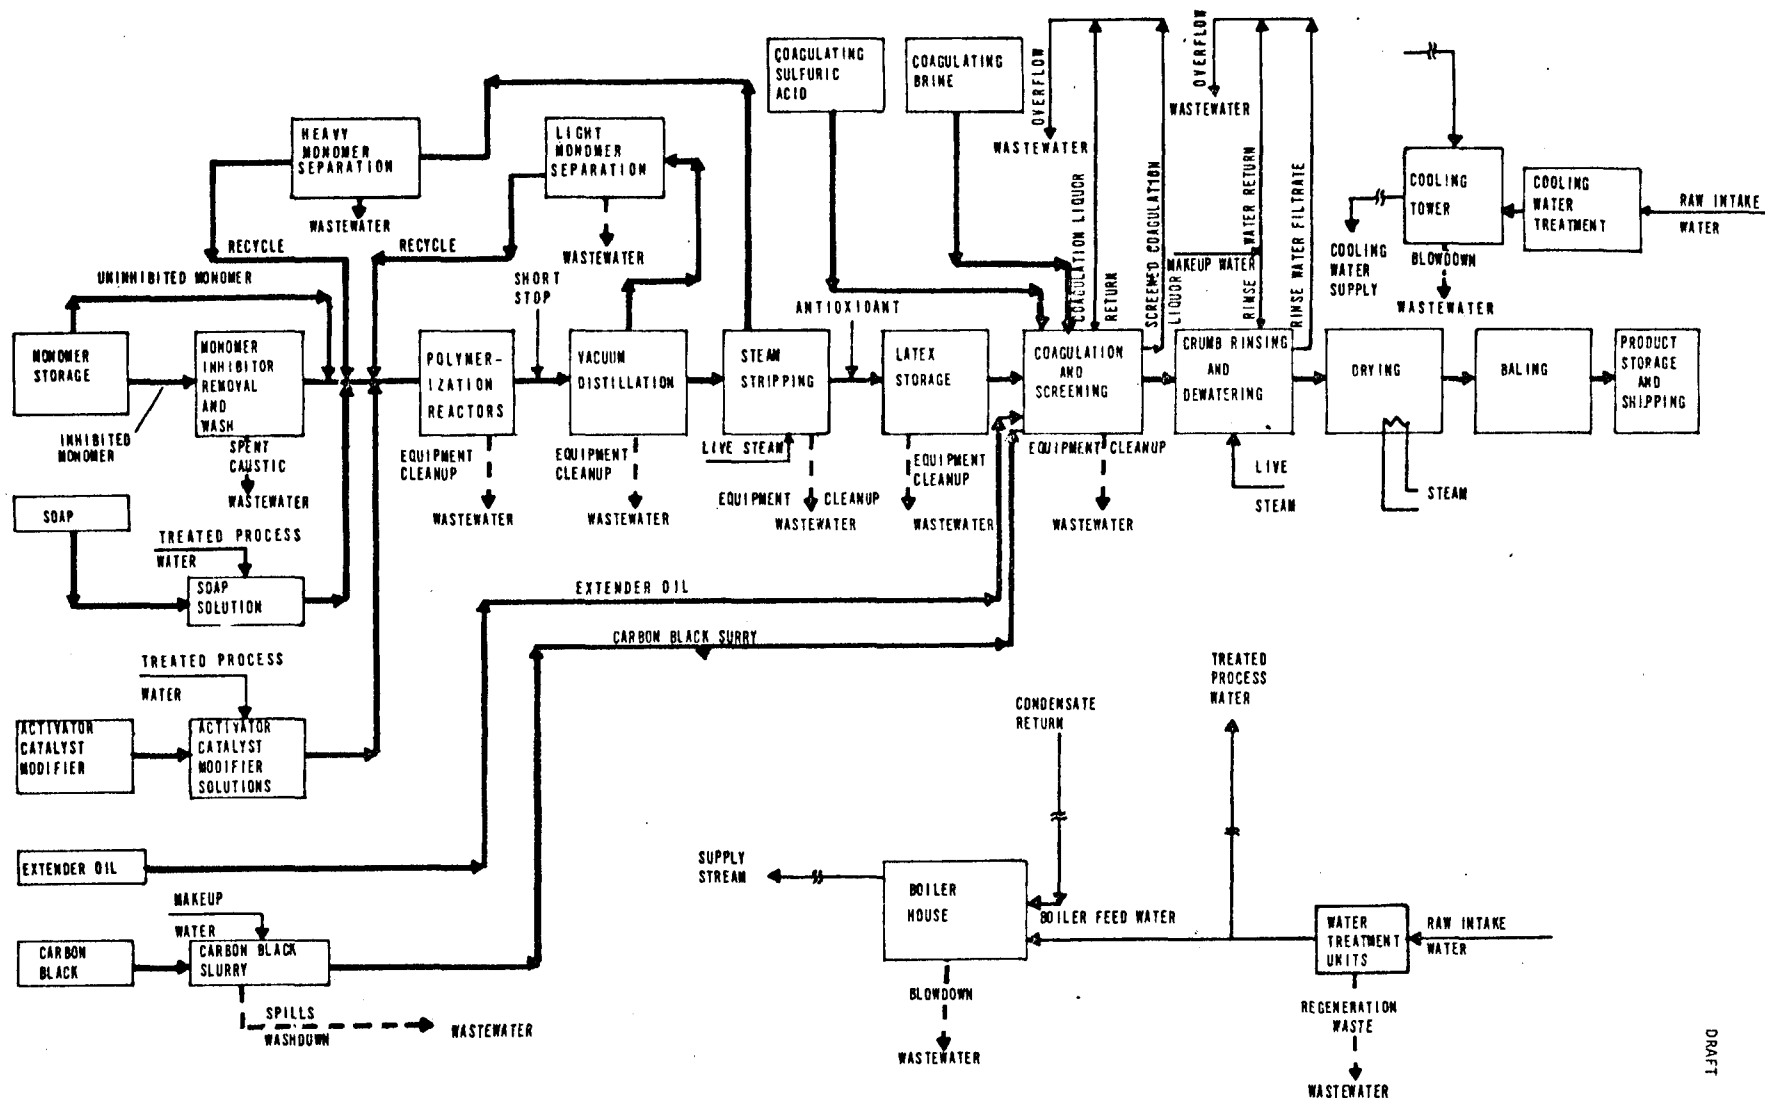 COAGULATING
SULFURIC
ACID
COAGULATING
BRINE
OVERFLOW
WASTEWATER
OVERFLOW
WASTEWATER
HEAVY
MONOMER
SEPARATION
WASTEWATER
LIGHT
MONOMER
SEPARATION
WASTEWATER
RECYCLE
RECYCLE
UNINHIBITED MONOMER
SHORT
STOP
ANTIOXIDANT
COAGULATION LIQUOR
RETURN
SCREENED COAGULATION
LIQUOR
MAKEUP WATER
RINSE WATER RETURN
RINSE WATER FILTRATE
COOLING
TOWER
COOLING
WATER
TREATMENT
RAW INTAKE
WATER
COOLING
WATER
SUPPLY
BLOWDOWN
WASTEWATER
MONOMER
STORAGE
INHIBITED
MONOMER
MONOMER
INHIBITOR
REMOVAL
AND
WASH
SPENT
CAUSTIC
WASTEWATER
POLYMER-
IZATION
REACTORS
EQUIPMENT
CLEANUP
WASTEWATER
VACUUM
DISTILLATION
EQUIPMENT
CLEANUP
WASTEWATER
STEAM
STRIPPING
LIVE STEAM
EQUIPMENT CLEANUP
WASTEWATER
LATEX
STORAGE
EQUIPMENT
CLEANUP
WASTEWATER
COAGULATION
AND
SCREENING
EQUIPMENT CLEANUP
WASTEWATER
CRUMB RINSING
AND
DEWATERING
LIVE
STEAM
DRYING
STEAM
BALING
PRODUCT
STORAGE
AND
SHIPPING
SOAP
TREATED PROCESS
WATER
SOAP
SOLUTION
EXTENDER OIL
CARBON BLACK SURRY
TREATED PROCESS
WATER
ACTIVATOR
CATALYST
MODIFIER
ACTIVATOR
CATALYST
MODIFIER
SOLUTIONS
EXTENDER OIL
MAKEUP
WATER
CARBON
BLACK
CARBON BLACK
SLURRY
SPILLS
WASHDOWN
WASTEWATER
TREATED
PROCESS
WATER
CONDENSATE
RETURN
SUPPLY
STREAM
BOILER
HOUSE
BOILER FEED WATER
WATER
TREATMENT
UNITS
RAW INTAKE
WATER
BLOWDOWN
WASTEWATER
REGENERATION
WASTE
WASTEWATER
DRAFT